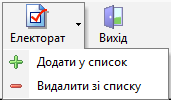 Електорат
Вихід
Додати у список
Видалити зі списку